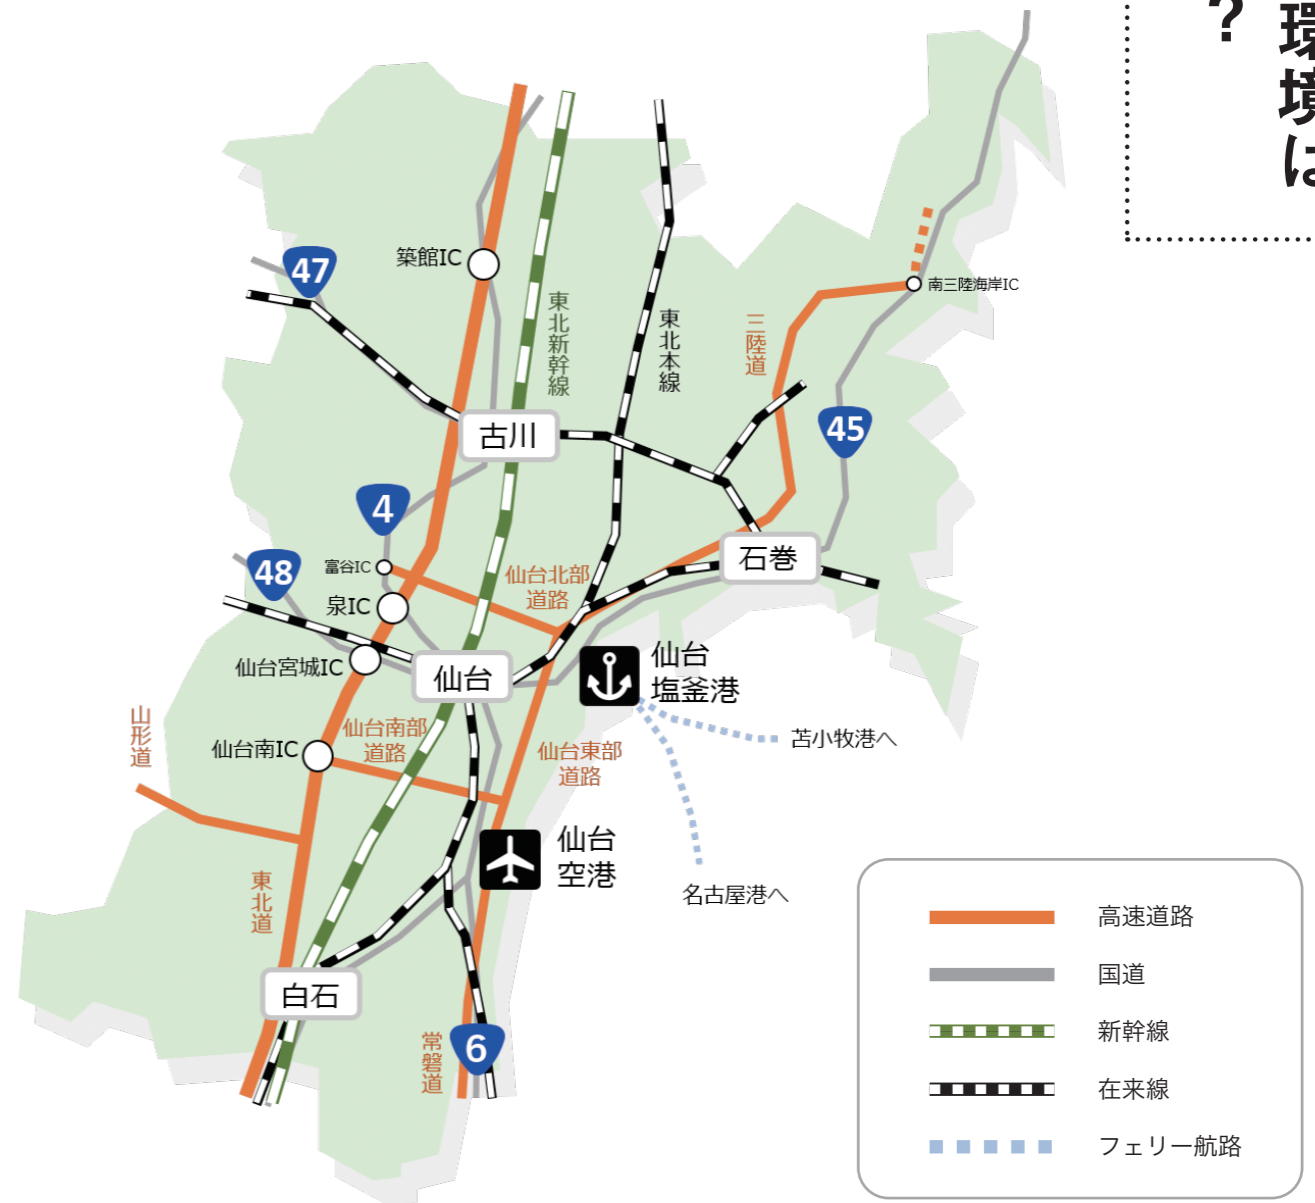 環境は
？
47
築館IC
東北新幹線
東北本線
三陸道
南三陸海岸IC
45
古川
4
48
富谷IC
泉IC
仙台北部
道路
石巻
仙台宮城IC
仙台
仙台
塩釜港
苫小牧港へ
名古屋港へ
山形道
仙台南IC
仙台南部
道路
仙台東部
道路
仙台
空港
東北道
白石
常磐道
6
高速道路
国道
新幹線
在来線
フェリー航路